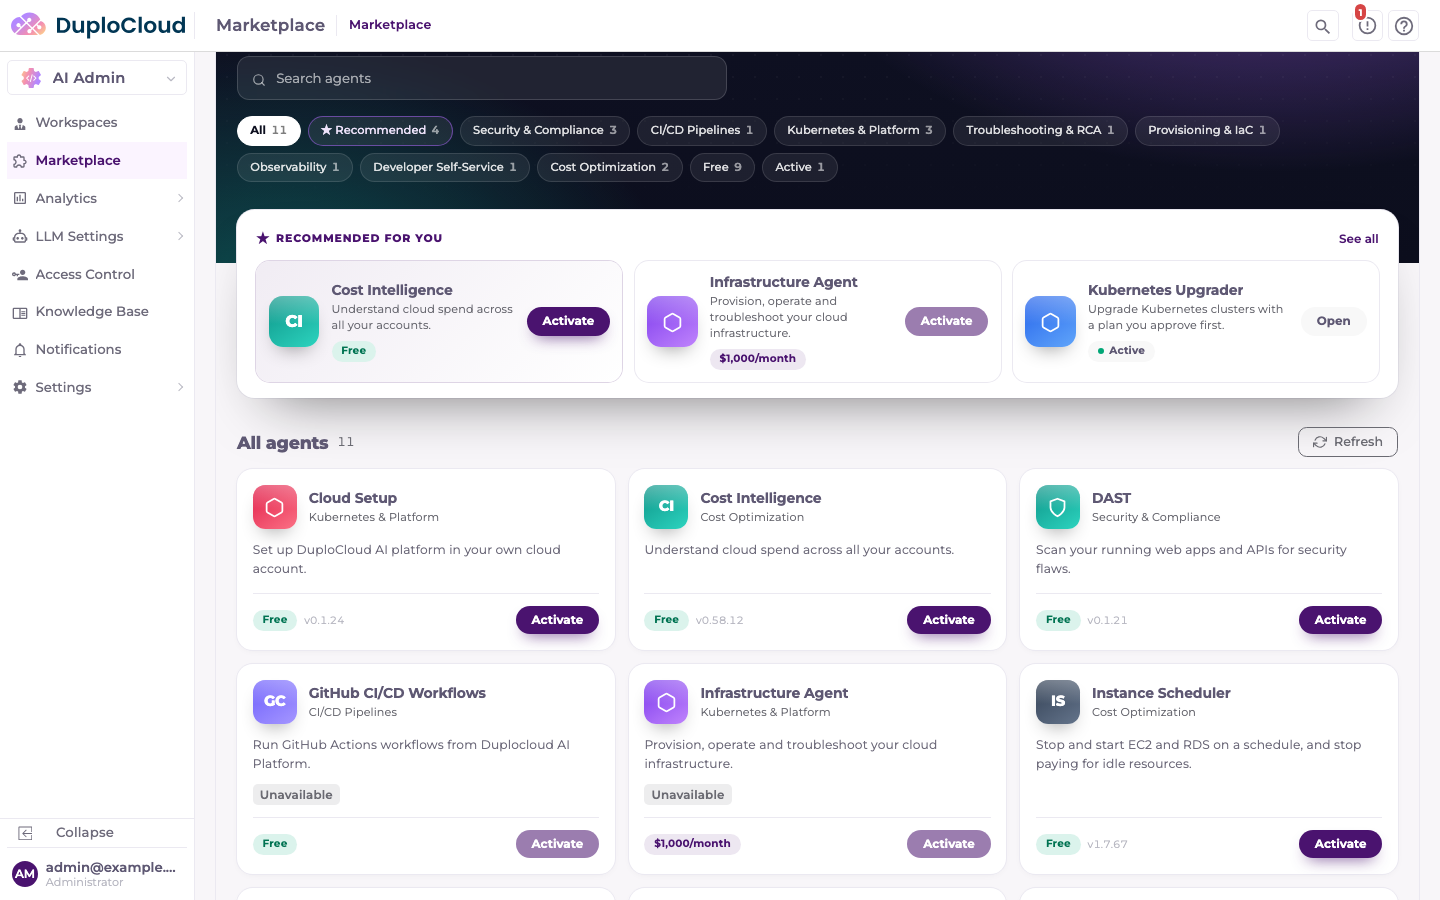 DuploCloud
Marketplace
Marketplace
1
AI Admin
Workspaces
Marketplace
Analytics
LLM Settings
Access Control
Knowledge Base
Notifications
Settings
Collapse
AM
admin@example....
Administrator
Search agents
All 11
Recommended 4
Security & Compliance 3
CI/CD Pipelines 1
Kubernetes & Platform 3
Troubleshooting & RCA 1
Provisioning & IaC 1
Observability 1
Developer Self-Service 1
Cost Optimization 2
Free 9
Active 1
RECOMMENDED FOR YOU
See all
CI
Cost Intelligence
Understand cloud spend across
all your accounts.
Free
Activate
Infrastructure Agent
Provision, operate and
troubleshoot your cloud
infrastructure.
$1,000/month
Activate
Kubernetes Upgrader
Upgrade Kubernetes clusters with
a plan you approve first.
Active
Open
All agents 11
Refresh
Cloud Setup
Kubernetes & Platform
Set up DuploCloud AI platform in your own cloud
account.
Free v0.1.24
Activate
CI
Cost Intelligence
Cost Optimization
Understand cloud spend across all your accounts.
Free v0.58.12
Activate
DAST
Security & Compliance
Scan your running web apps and APIs for security
flaws.
Free v0.1.21
Activate
GC
GitHub CI/CD Workflows
CI/CD Pipelines
Run GitHub Actions workflows from Duplocloud AI
Platform.
Unavailable
Free
Activate
Infrastructure Agent
Kubernetes & Platform
Provision, operate and troubleshoot your cloud
infrastructure.
Unavailable
$1,000/month
Activate
IS
Instance Scheduler
Cost Optimization
Stop and start EC2 and RDS on a schedule, and stop
paying for idle resources.
Free v1.7.67
Activate